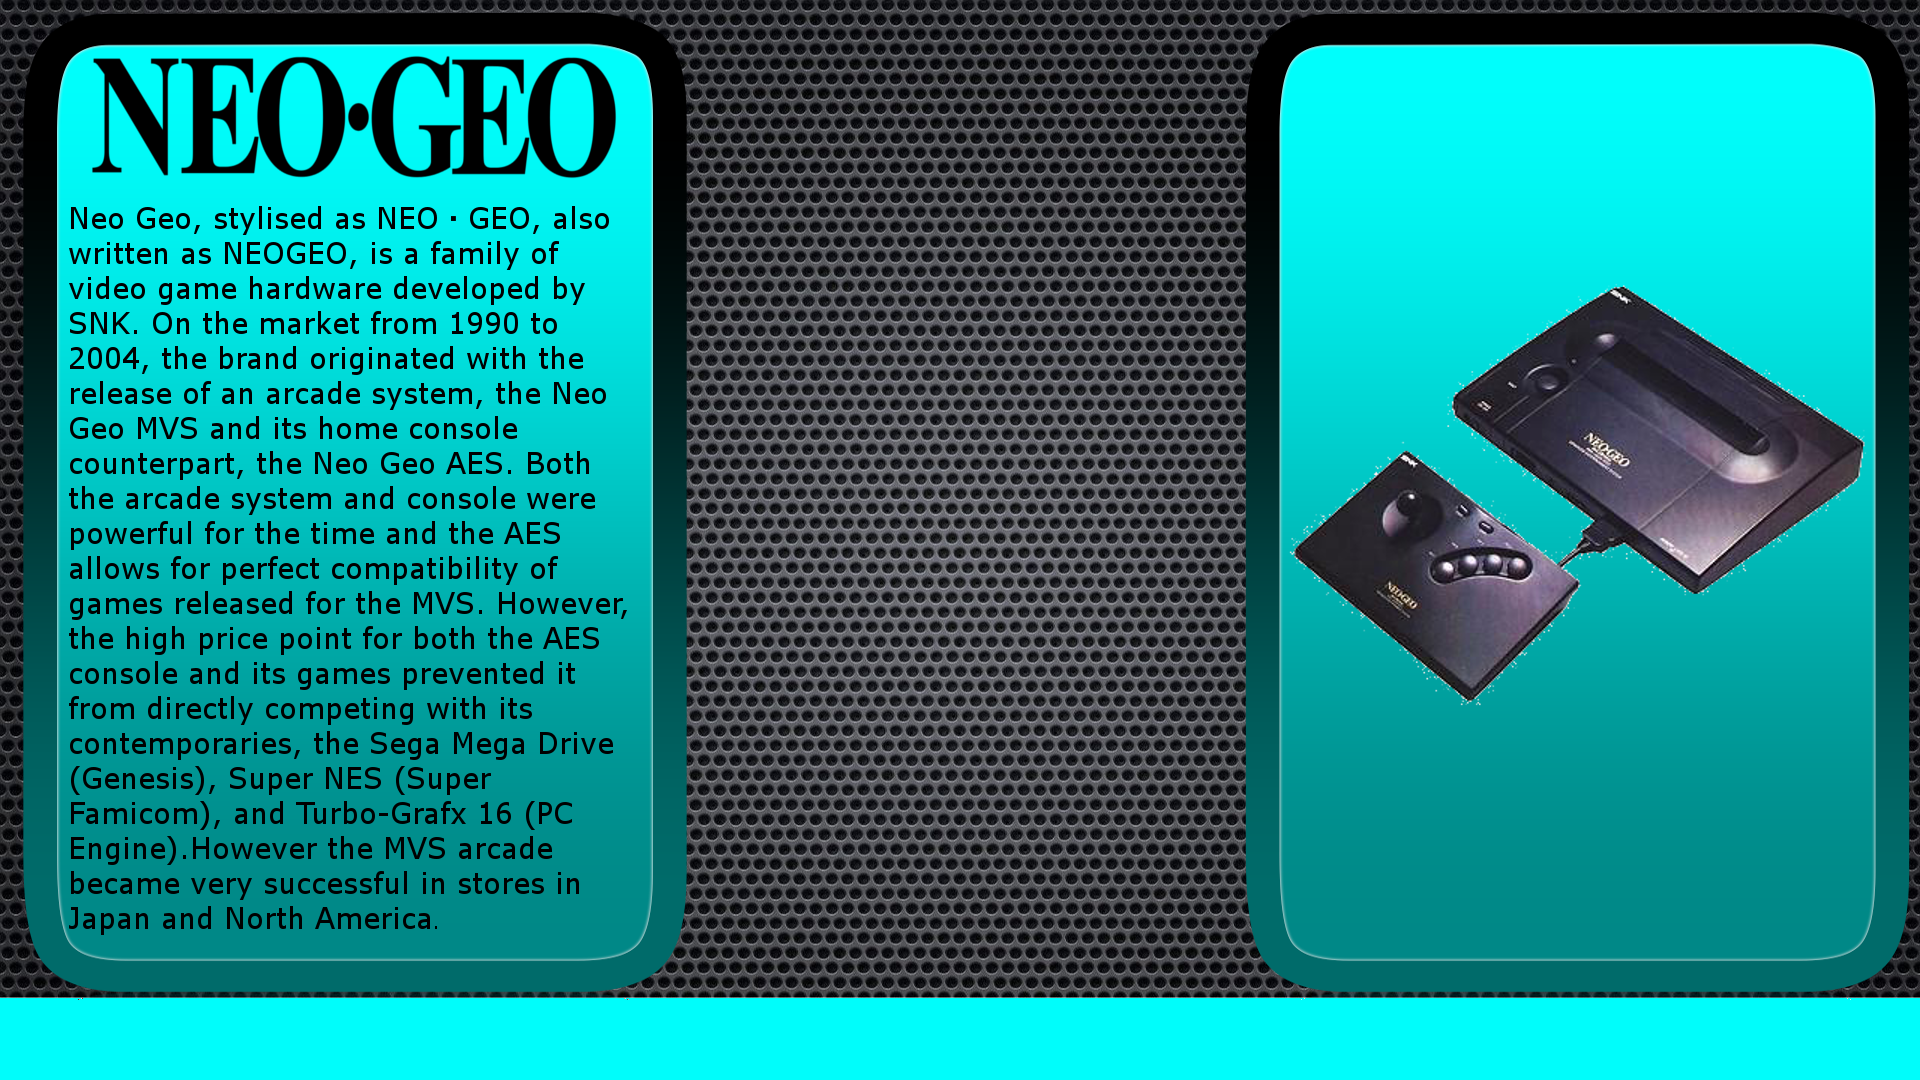 NEO·GEO
Neo Geo, stylised as NEO · GEO, also
written as NEOGEO, is a family of
video game hardware developed by
SNK. On the market from 1990 to
2004, the brand originated with the
release of an arcade system, the Neo
Geo MVS and its home console
counterpart, the Neo Geo AES. Both
the arcade system and console were
powerful for the time and the AES
allows for perfect compatibility of
games released for the MVS. However,
the high price point for both the AES
console and its games prevented it
from directly competing with its
contemporaries, the Sega Mega Drive
(Genesis), Super NES (Super
Famicom), and Turbo-Grafx 16 (PC
Engine).However the MVS arcade
became very successful in stores in
Japan and North America.
SNK
NEO·GEO
SNK
NEO·GEO